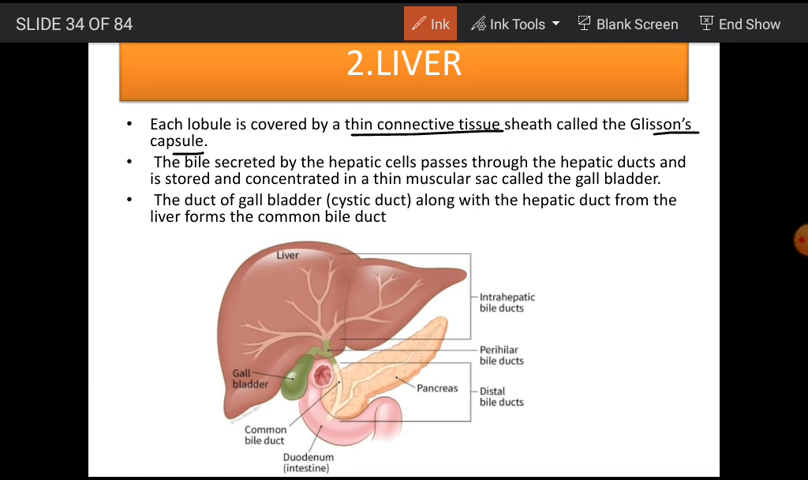 SLIDE 34 OF 84
Ink
Ink Tools
Blank Screen
End Show
2.LIVER
• Each lobule is covered by a thin connective tissue sheath called the Glisson's
capsule.
• The bile secreted by the hepatic cells passes through the hepatic ducts and
is stored and concentrated in a thin muscular sac called the gall bladder.
• The duct of gall bladder (cystic duct) along with the hepatic duct from the
liver forms the common bile duct
Liver
Intrahepatic
bile ducts
Perihilar
bile ducts
Gall
bladder
Pancreas
Distal
bile ducts
Common
bile duct
Duodenum
(intestine)